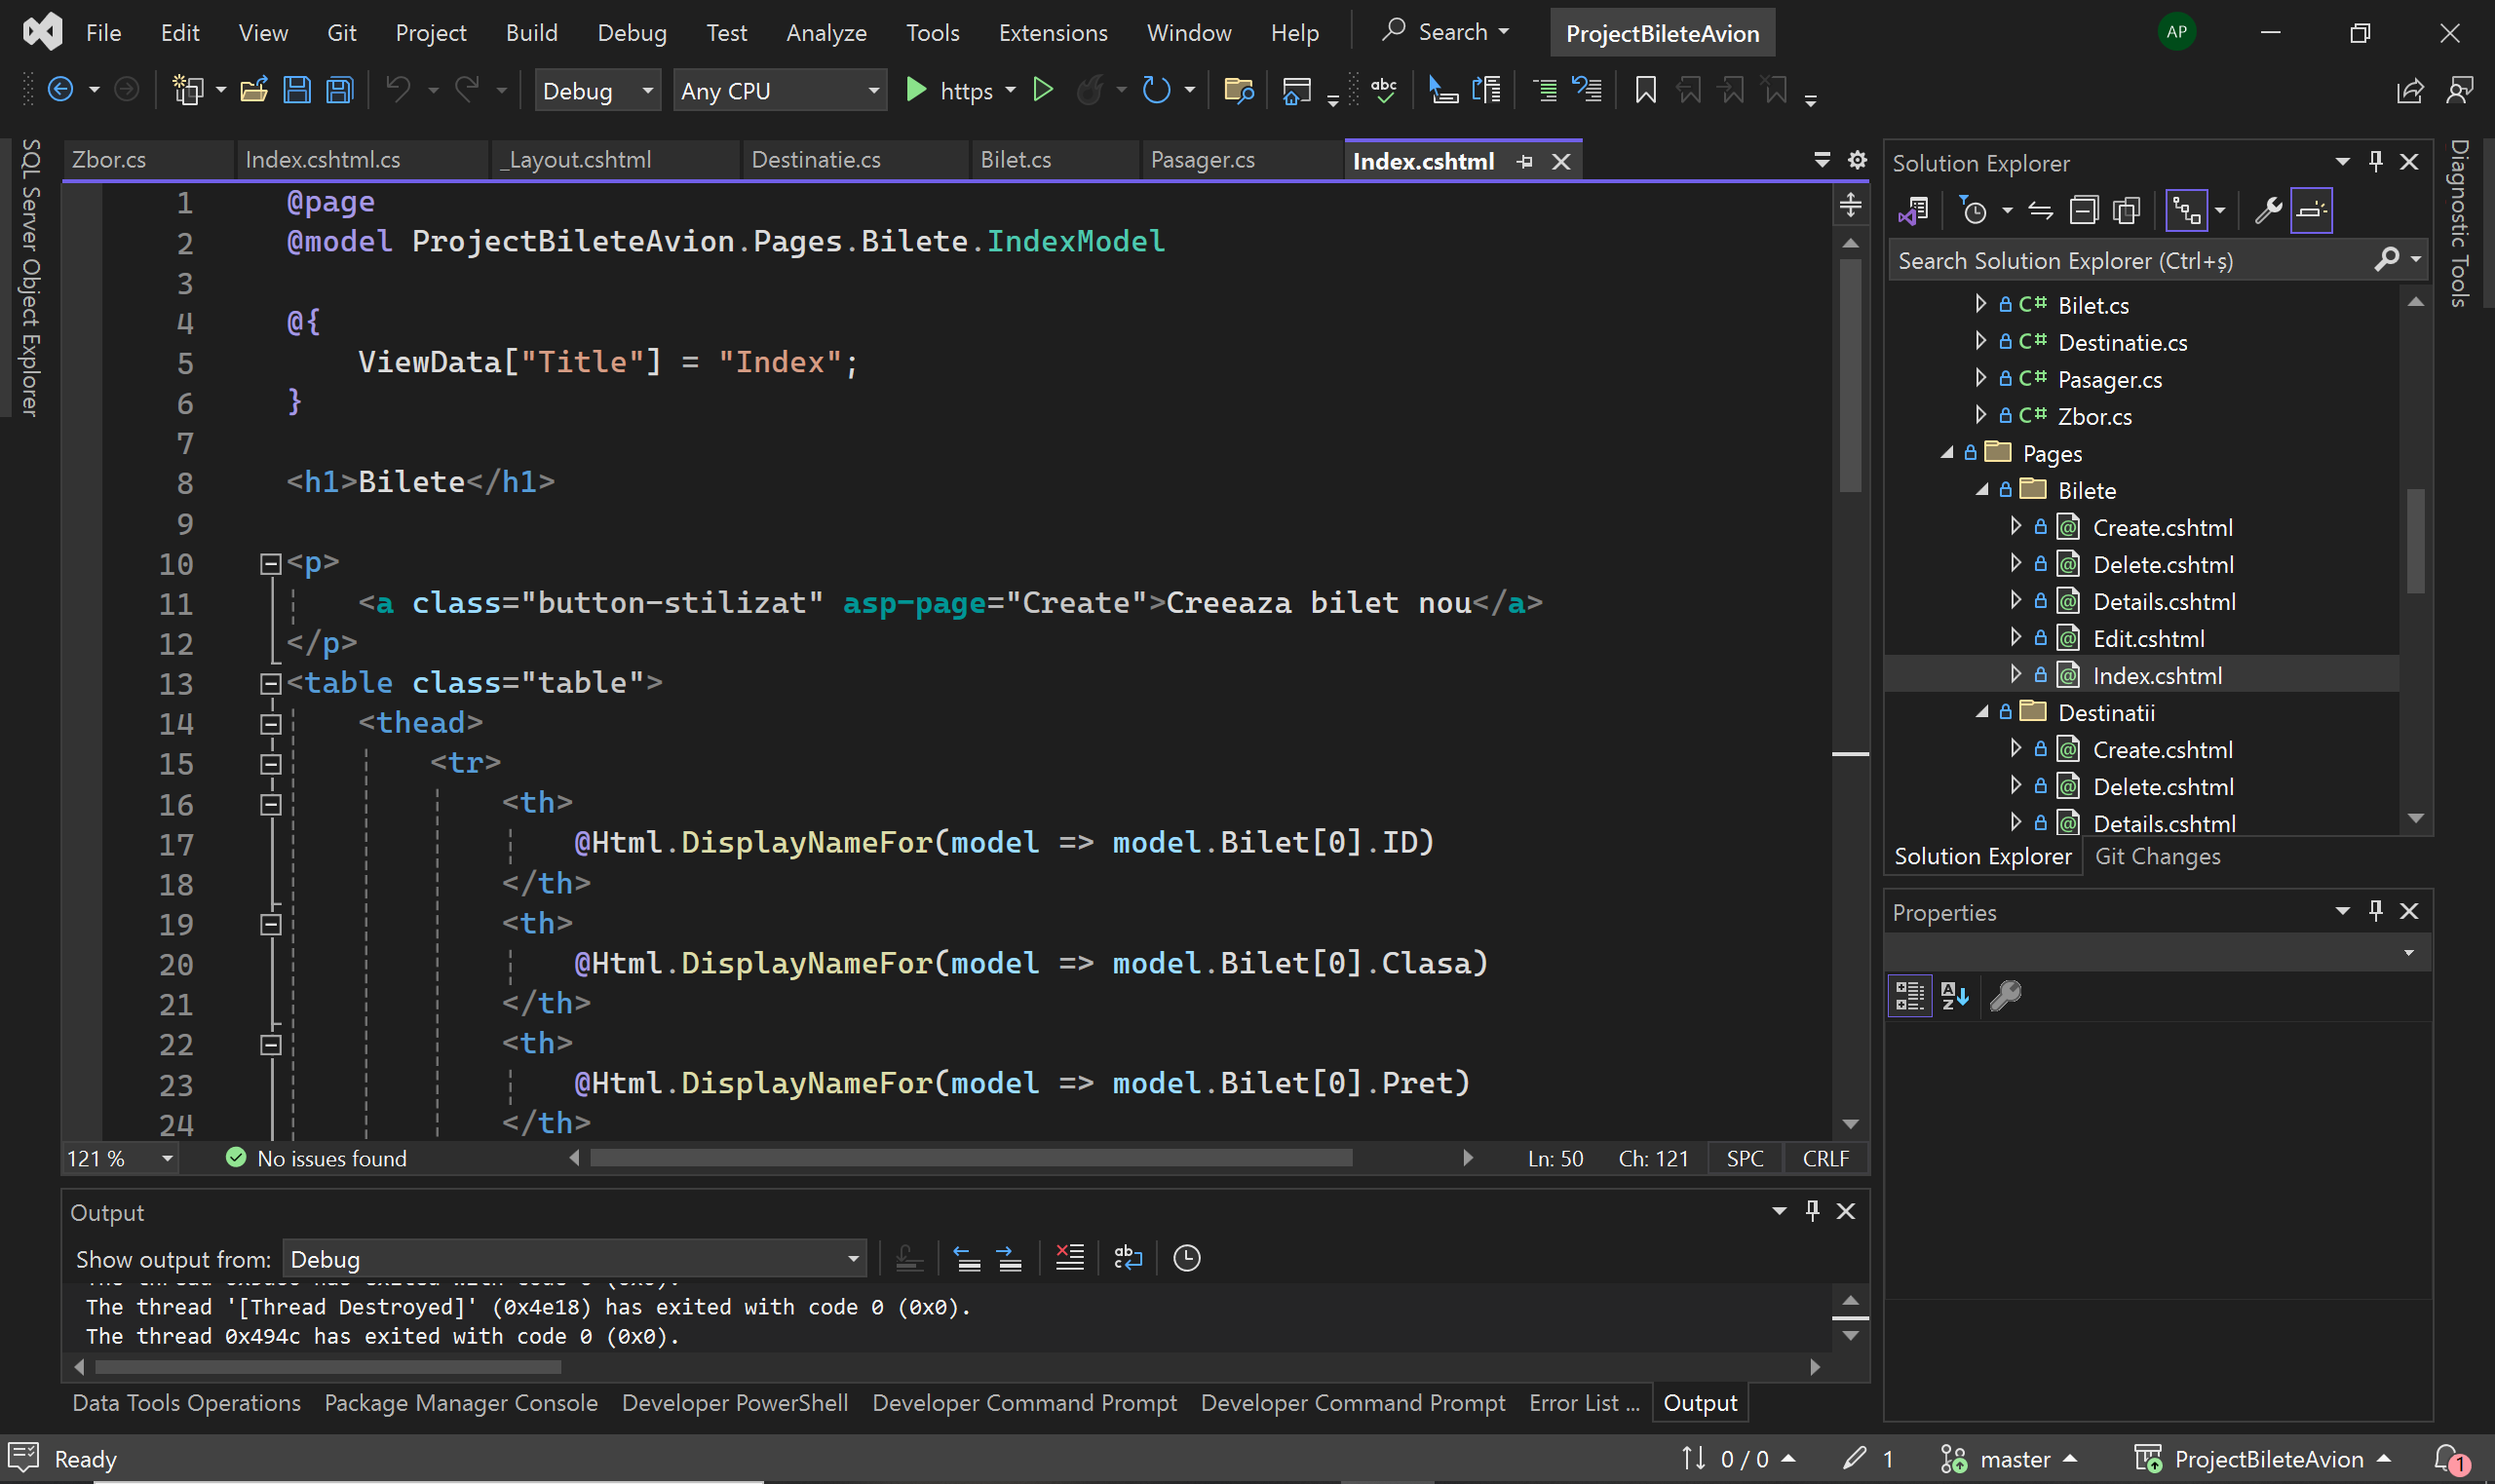 File Edit View Git Project Build Debug Test Analyze Tools Extensions Window Help Search ProjectBileteAvion AP
Debug Any CPU https
SQL Server Object Explorer
Zbor.cs Index.cshtml.cs _Layout.cshtml Destinatie.cs Bilet.cs Pasager.cs Index.cshtml
1 @page
2 @model ProjectBileteAvion.Pages.Bilete.IndexModel
3
4 @{
5 ViewData["Title"] = "Index";
6 }
7
8 <h1>Bilete</h1>
9
10 <p>
11 <a class="button-stilizat" asp-page="Create">Creeaza bilet nou</a>
12 </p>
13 <table class="table">
14 <thead>
15 <tr>
16 <th>
17 @Html.DisplayNameFor(model => model.Bilet[0].ID)
18 </th>
19 <th>
20 @Html.DisplayNameFor(model => model.Bilet[0].Clasa)
21 </th>
22 <th>
23 @Html.DisplayNameFor(model => model.Bilet[0].Pret)
24 </th>
121 % No issues found Ln: 50 Ch: 121 SPC CRLF
Output
Show output from: Debug
The thread '[Thread Destroyed]' (0x4e18) has exited with code 0 (0x0).
The thread 0x494c has exited with code 0 (0x0).
Data Tools Operations Package Manager Console Developer PowerShell Developer Command Prompt Developer Command Prompt Error List ... Output
Solution Explorer
Search Solution Explorer (Ctrl+ș)
C# Bilet.cs
C# Destinatie.cs
C# Pasager.cs
C# Zbor.cs
Pages
Bilete
Create.cshtml
Delete.cshtml
Details.cshtml
Edit.cshtml
Index.cshtml
Destinatii
Create.cshtml
Delete.cshtml
Details.cshtml
Solution Explorer Git Changes
Properties
Diagnostic Tools
Ready 0 / 0 1 master ProjectBileteAvion 1